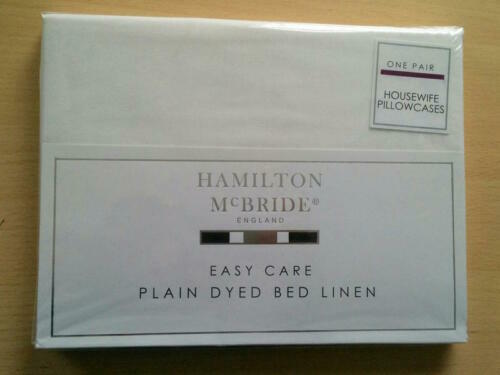 ONE PAIR
HOUSEWIFE
PILLOWCASES
HAMILTON
McBRIDE®
ENGLAND
EASY CARE
PLAIN DYED BED LINEN